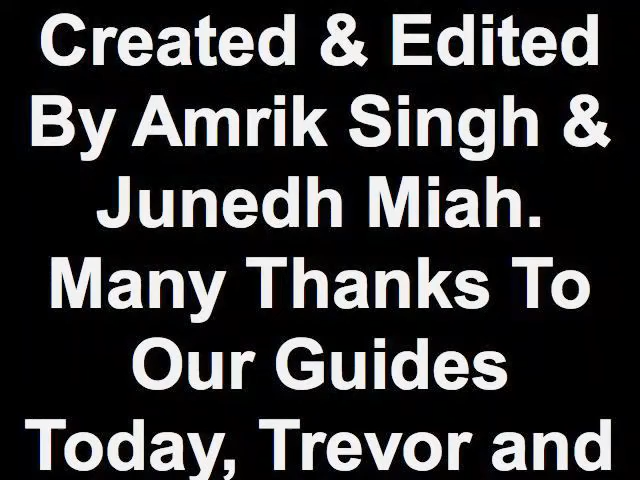 Created & Edited
By Amrik Singh &
Junedh Miah.
Many Thanks To
Our Guides
Today, Trevor and